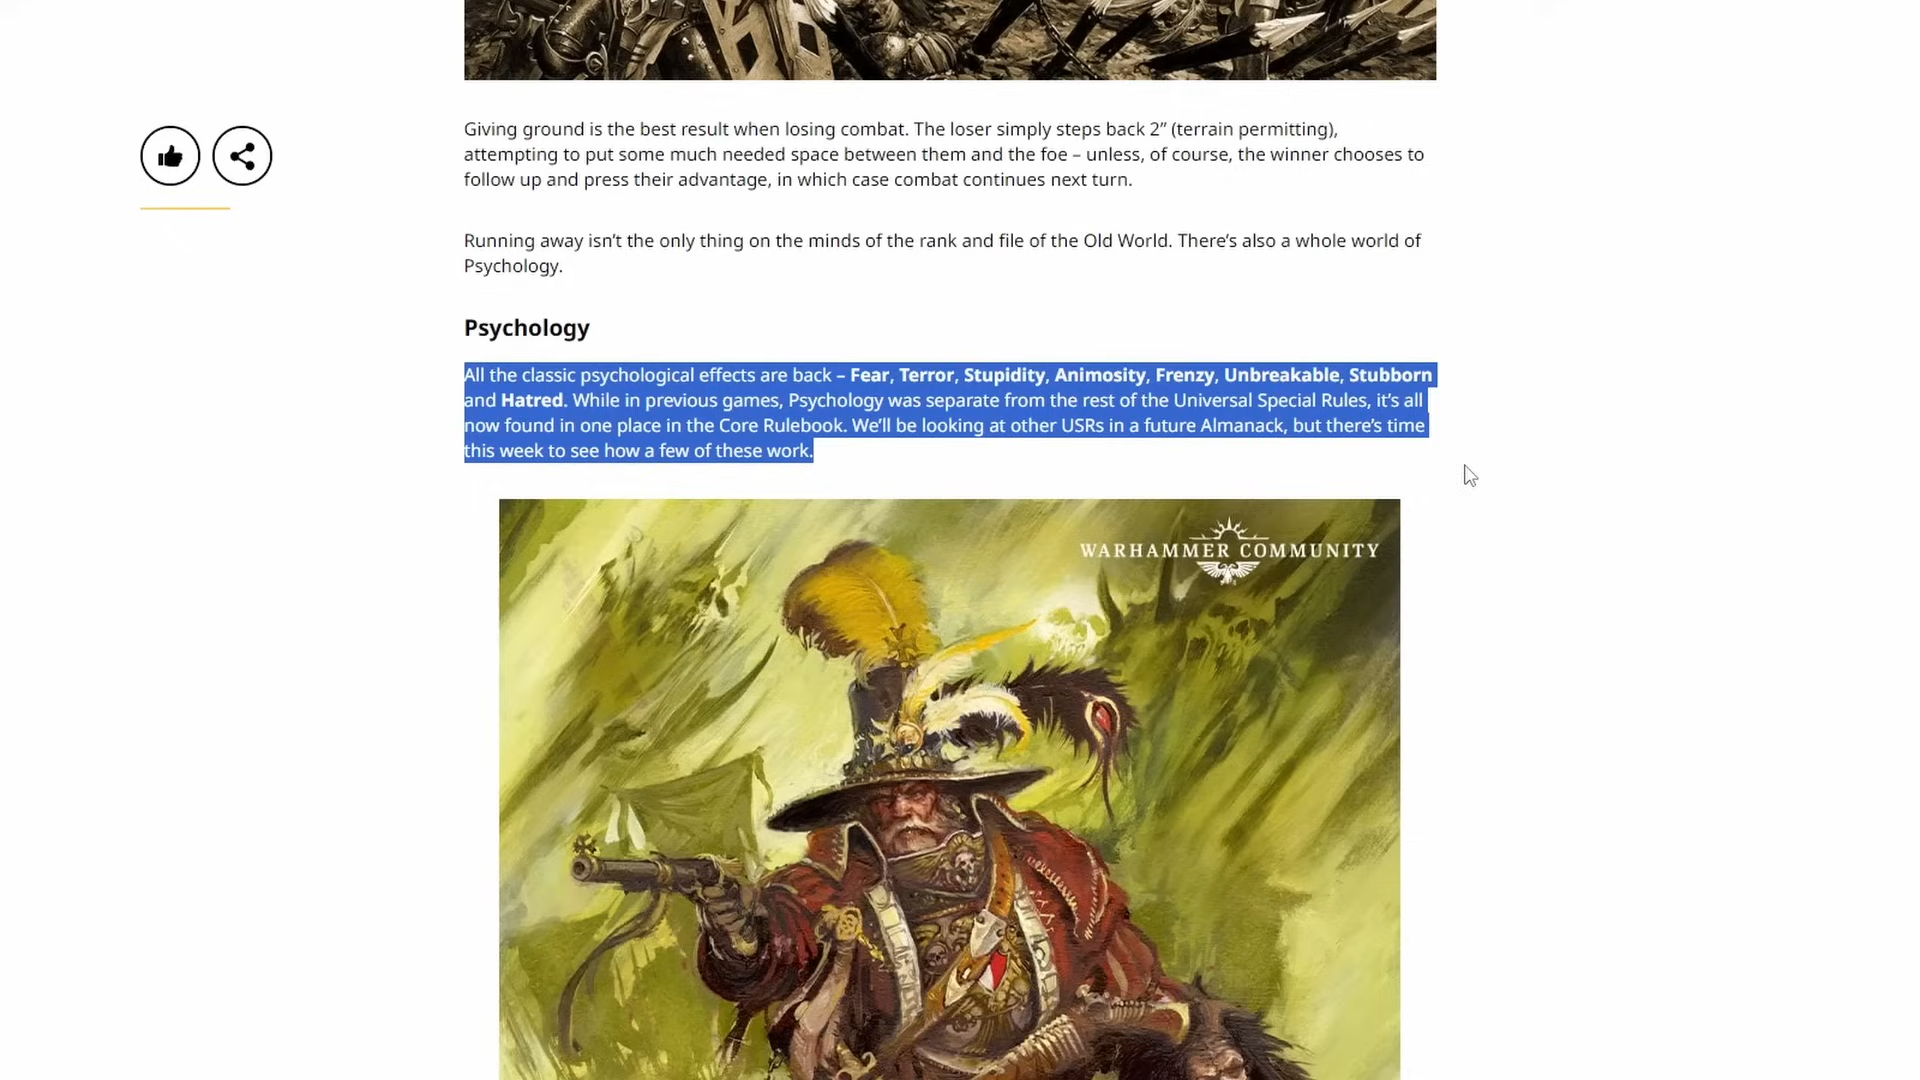 Giving ground is the best result when losing combat. The loser simply steps back 2” (terrain permitting),
attempting to put some much needed space between them and the foe – unless, of course, the winner chooses to
follow up and press their advantage, in which case combat continues next turn.
Running away isn’t the only thing on the minds of the rank and file of the Old World. There’s also a whole world of
Psychology.
Psychology
All the classic psychological effects are back – Fear, Terror, Stupidity, Animosity, Frenzy, Unbreakable, Stubborn
and Hatred. While in previous games, Psychology was separate from the rest of the Universal Special Rules, it’s all
now found in one place in the Core Rulebook. We’ll be looking at other USRs in a future Almanack, but there’s time
this week to see how a few of these work.
WARHAMMER COMMUNITY